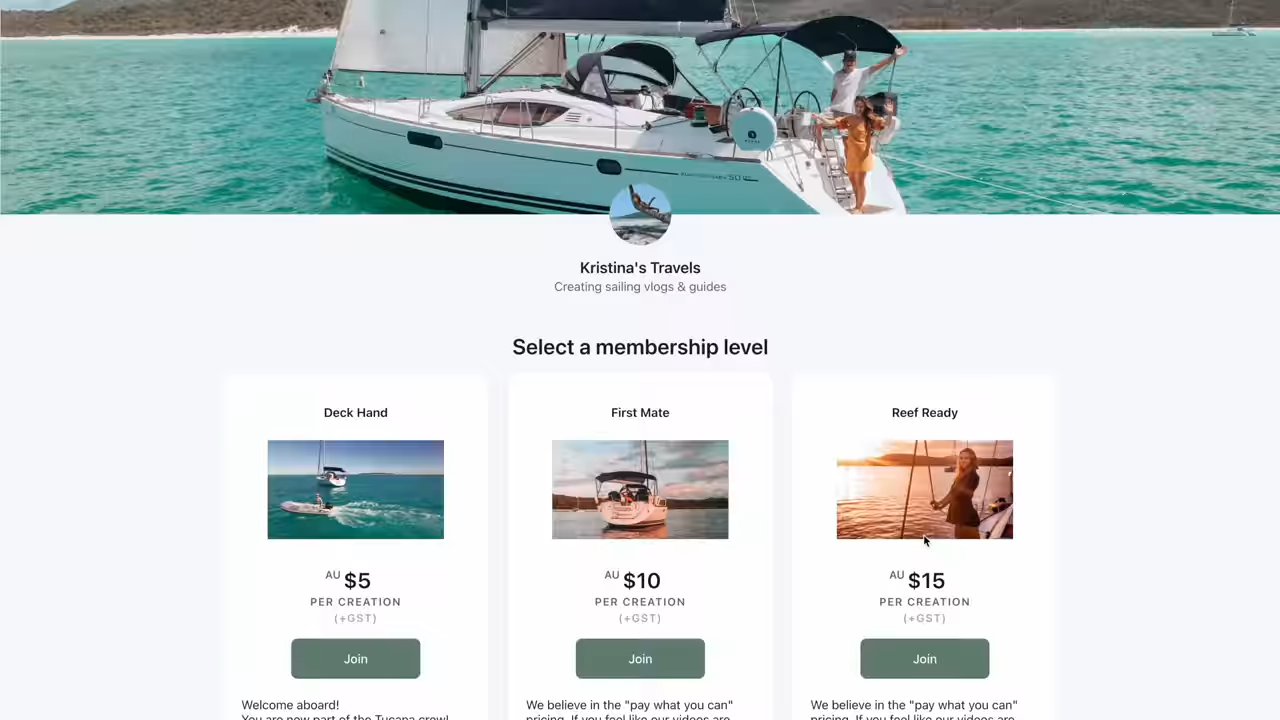 Kristina's Travels
Creating sailing vlogs & guides
Select a membership level
Deck Hand
First Mate
Reef Ready
AU $5
PER CREATION
(+GST)
Join
AU $10
PER CREATION
(+GST)
Join
AU $15
PER CREATION
(+GST)
Join
Welcome aboard!
You are now part of the Tucana crew!
We believe in the "pay what you can"
pricing. If you feel like our videos are
We believe in the "pay what you can"
pricing. If you feel like our videos are